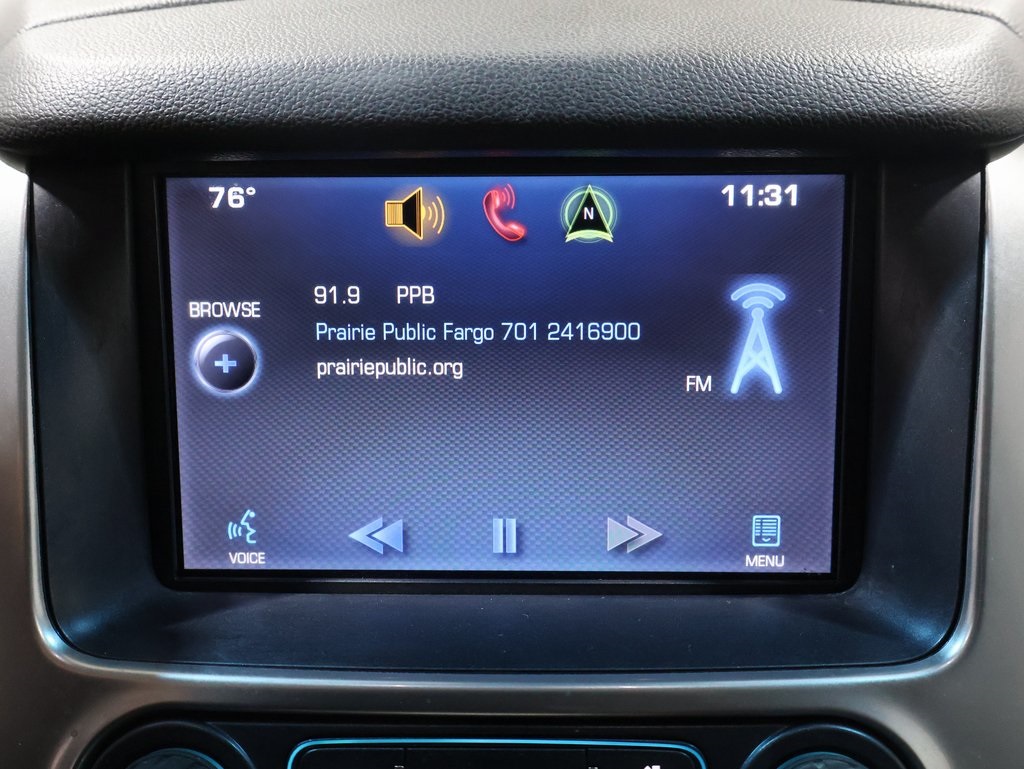 76° 11:31
N
91.9 PPB
BROWSE
Prairie Public Fargo 701 2416900
prairiepublic.org
FM
VOICE
MENU